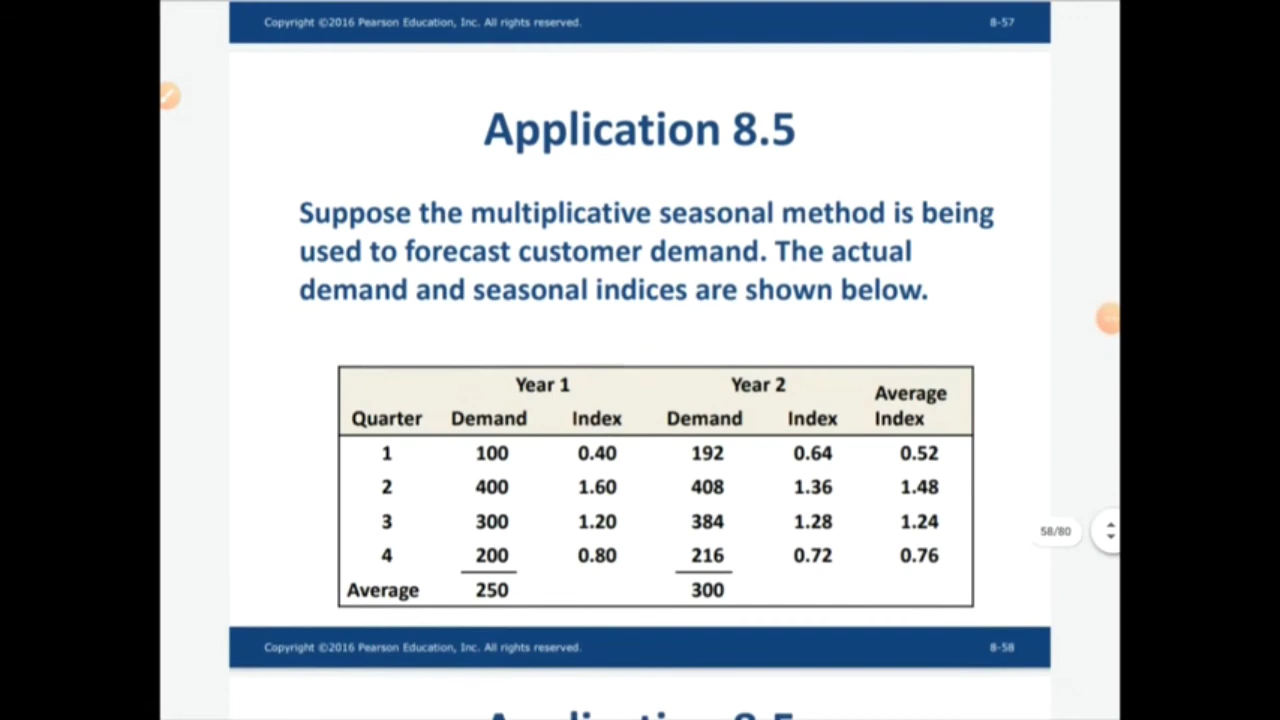 Copyright ©2016 Pearson Education, Inc. All rights reserved. 8-57
Application 8.5
Suppose the multiplicative seasonal method is being
used to forecast customer demand. The actual
demand and seasonal indices are shown below.
Year 1 Year 2 Average
Quarter Demand Index Demand Index Index
1 100 0.40 192 0.64 0.52
2 400 1.60 408 1.36 1.48
3 300 1.20 384 1.28 1.24
4 200 0.80 216 0.72 0.76
Average 250 300
58/80
Copyright ©2016 Pearson Education, Inc. All rights reserved. 8-58
Application 8.5